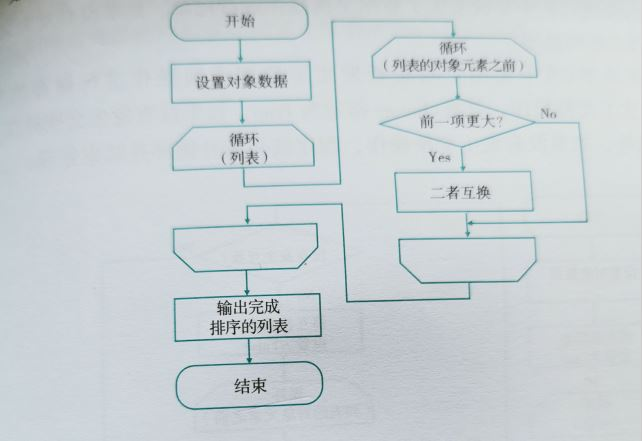 开始
设置对象数据
循环
（列表）
循环
（列表的对象元素之前）
前一项更大?
No
Yes
二者互换
输出完成
排序的列表
结束